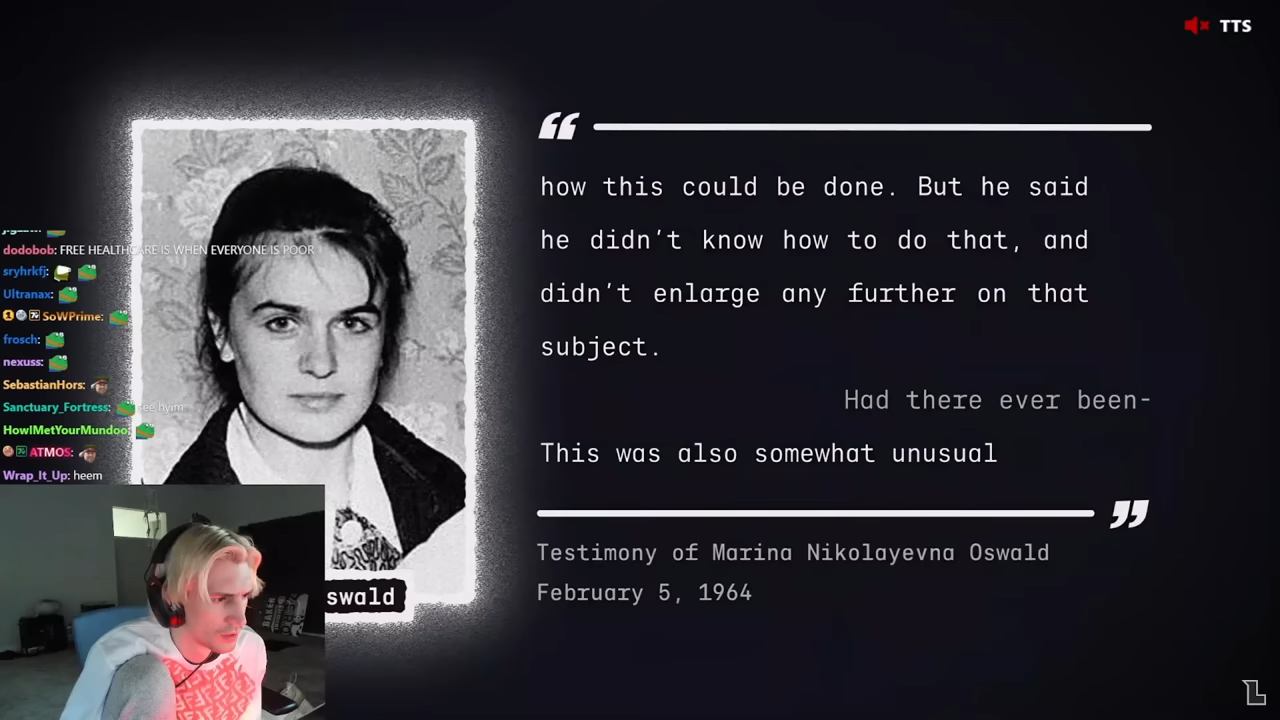 TTS
“
how this could be done. But he said
he didn’t know how to do that, and
didn’t enlarge any further on that
subject.
Had there ever been-
This was also somewhat unusual
”
Testimony of Marina Nikolayevna Oswald
February 5, 1964
dodobob: FREE HEALTHCARE IS WHEN EVERYONE IS POOR
sryhrkfj:
Ultranax:
SoWPrime:
frosch:
nexuss:
SebastianHors:
Sanctuary_Fortress: see hyim
HowIMetYourMundoo:
ATMOS:
Wrap_It_Up: heem
swald
L